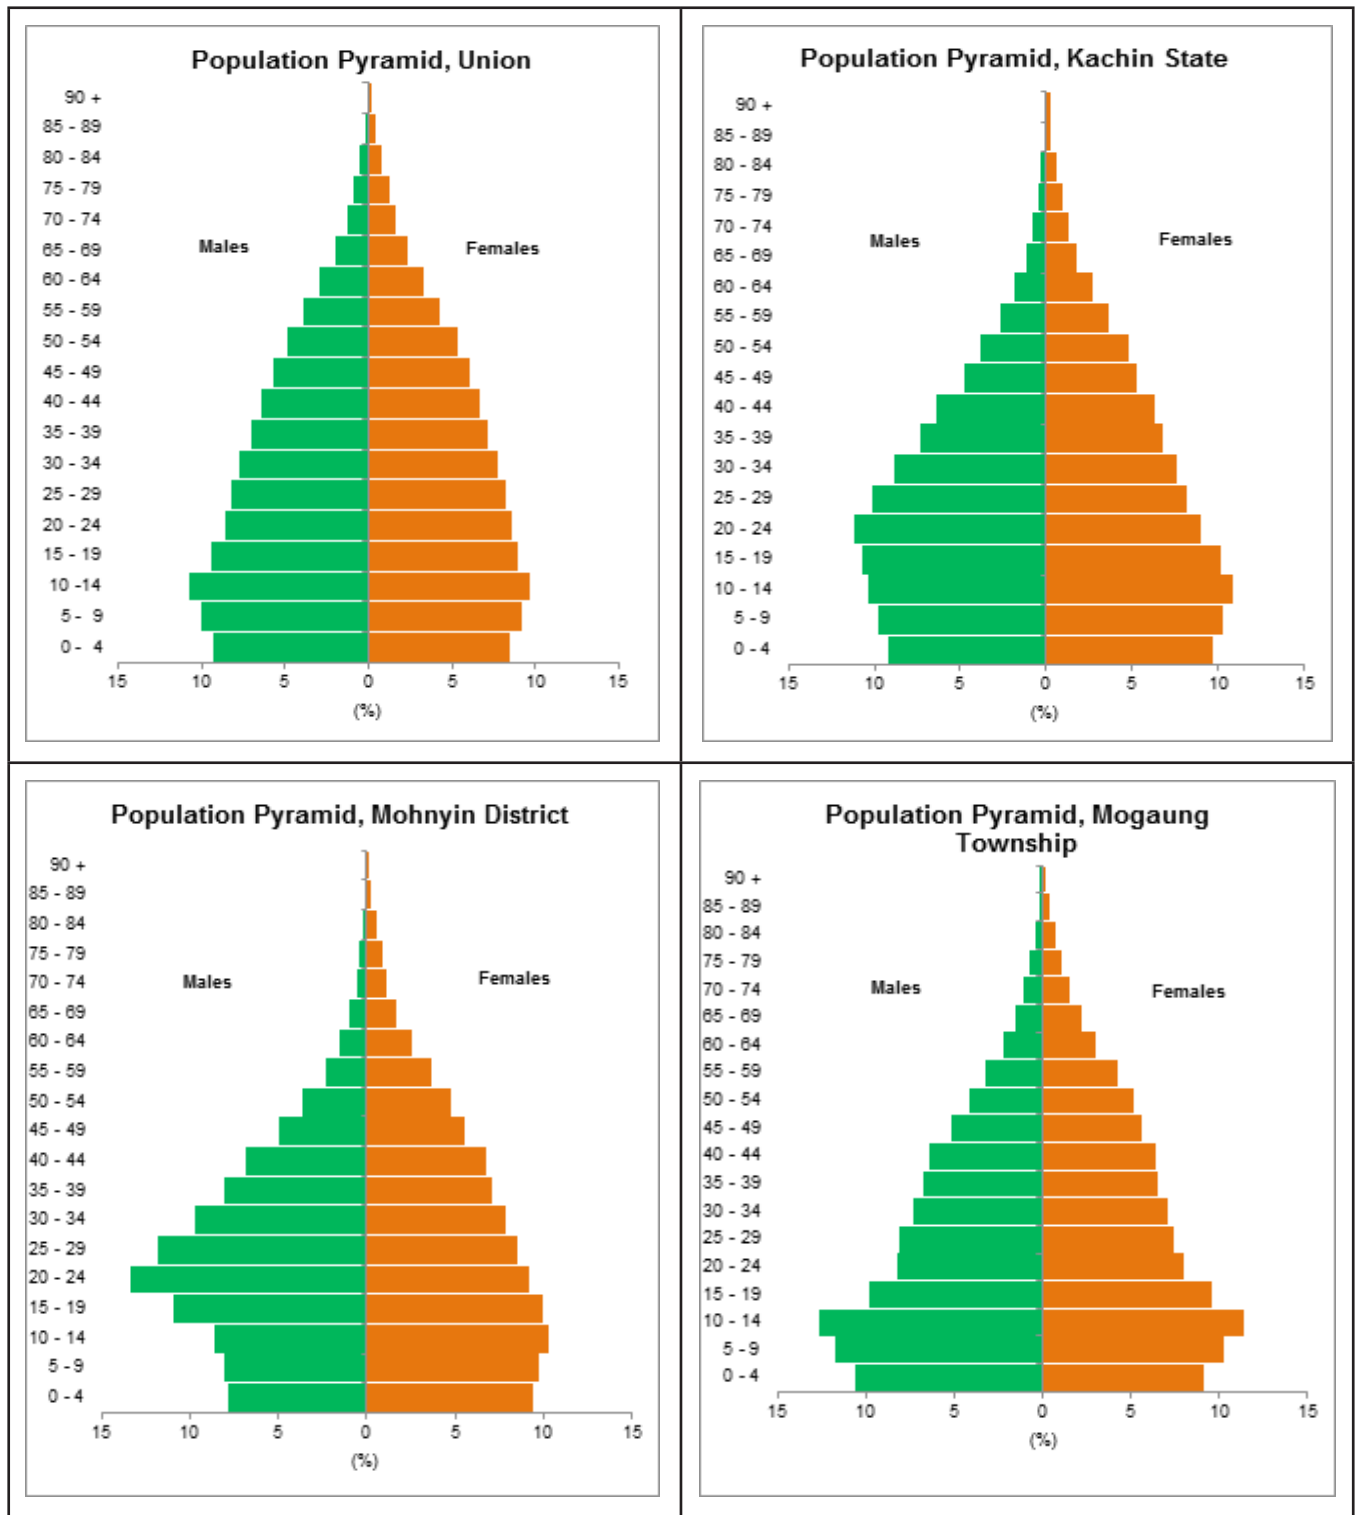 Population Pyramid, Union
90 +
85 - 89
80 - 84
75 - 79
70 - 74
65 - 69
60 - 64
55 - 59
50 - 54
45 - 49
40 - 44
35 - 39
30 - 34
25 - 29
20 - 24
15 - 19
10 -14
5 - 9
0 - 4
Males
Females
15 10 5 0 5 10 15
(%)
Population Pyramid, Kachin State
90 +
85 - 89
80 - 84
75 - 79
70 - 74
65 - 69
60 - 64
55 - 59
50 - 54
45 - 49
40 - 44
35 - 39
30 - 34
25 - 29
20 - 24
15 - 19
10 - 14
5 - 9
0 - 4
Males
Females
15 10 5 0 5 10 15
(%)
Population Pyramid, Mohnyin District
90 +
85 - 89
80 - 84
75 - 79
70 - 74
65 - 69
60 - 64
55 - 59
50 - 54
45 - 49
40 - 44
35 - 39
30 - 34
25 - 29
20 - 24
15 - 19
10 - 14
5 - 9
0 - 4
Males
Females
15 10 5 0 5 10 15
(%)
Population Pyramid, Mogaung
Township
90 +
85 - 89
80 - 84
75 - 79
70 - 74
65 - 69
60 - 64
55 - 59
50 - 54
45 - 49
40 - 44
35 - 39
30 - 34
25 - 29
20 - 24
15 - 19
10 - 14
5 - 9
0 - 4
Males
Females
15 10 5 0 5 10 15
(%)